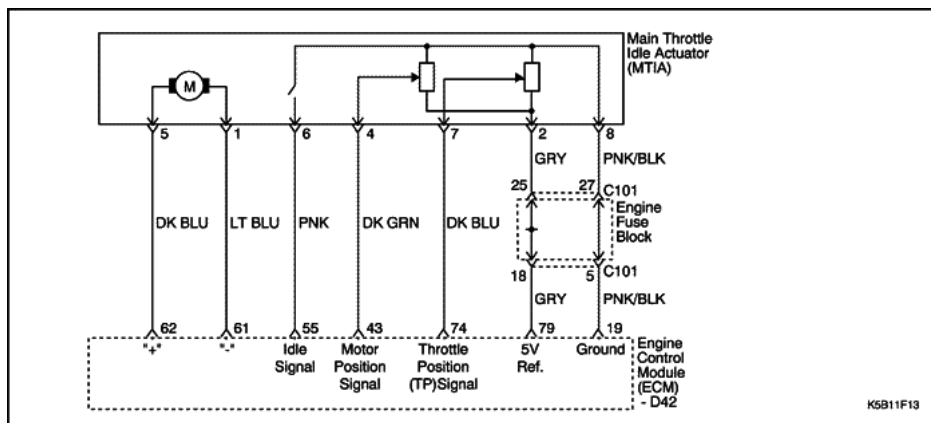 Main Throttle
Idle Actuator
(MTIA)
M
5 1 6 4 7 2 8
GRY PNK/BLK
25 27 C101
DK BLU LT BLU PNK DK GRN DK BLU
Engine
Fuse
Block
18 5 C101
GRY PNK/BLK
62 61 55 43 74 79 19
"+" "-" Idle
Signal
Motor
Position
Signal
Throttle
Position
(TP)Signal
5V
Ref.
Ground
Engine
Control
Module
(ECM)
- D42
K5B11F13